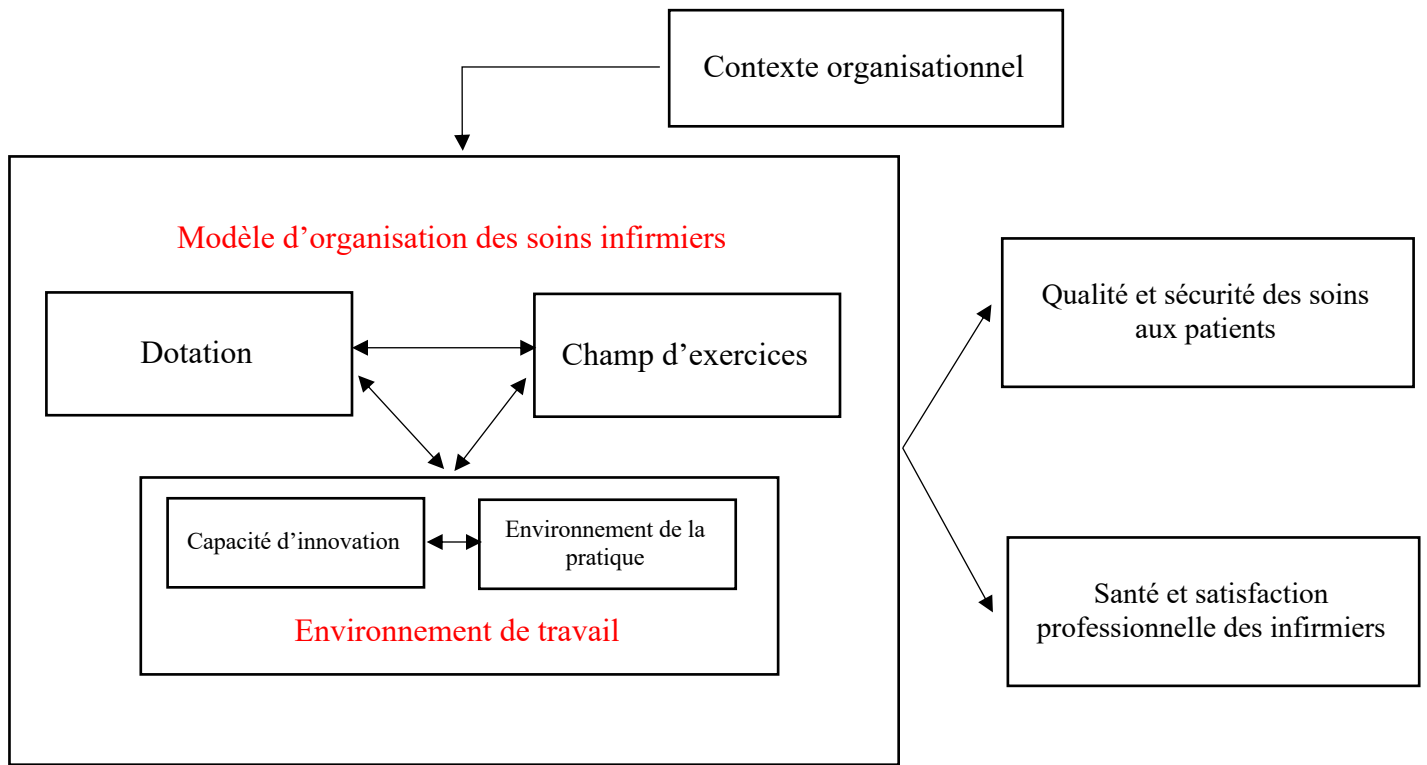 Contexte organisationnel
Modèle d’organisation des soins infirmiers
Dotation
Champ d’exercices
Capacité d’innovation
Environnement de la
pratique
Environnement de travail
Qualité et sécurité des soins
aux patients
Santé et satisfaction
professionnelle des infirmiers